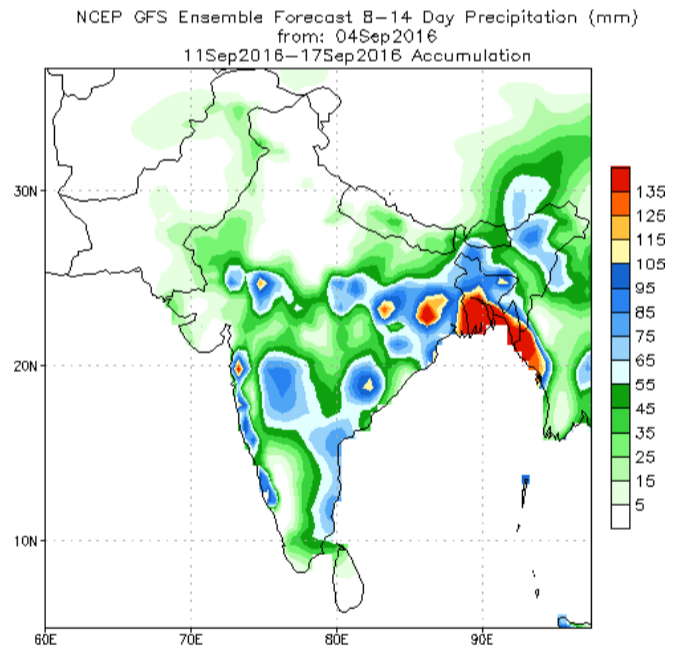 NCEP GFS Ensemble Forecast 8-14 Day Precipitation (mm)
from: 04Sep2016
11Sep2016-17Sep2016 Accumulation
30N
20N
10N
60E
70E
80E
90E
135
125
115
105
95
85
75
65
55
45
35
25
15
5